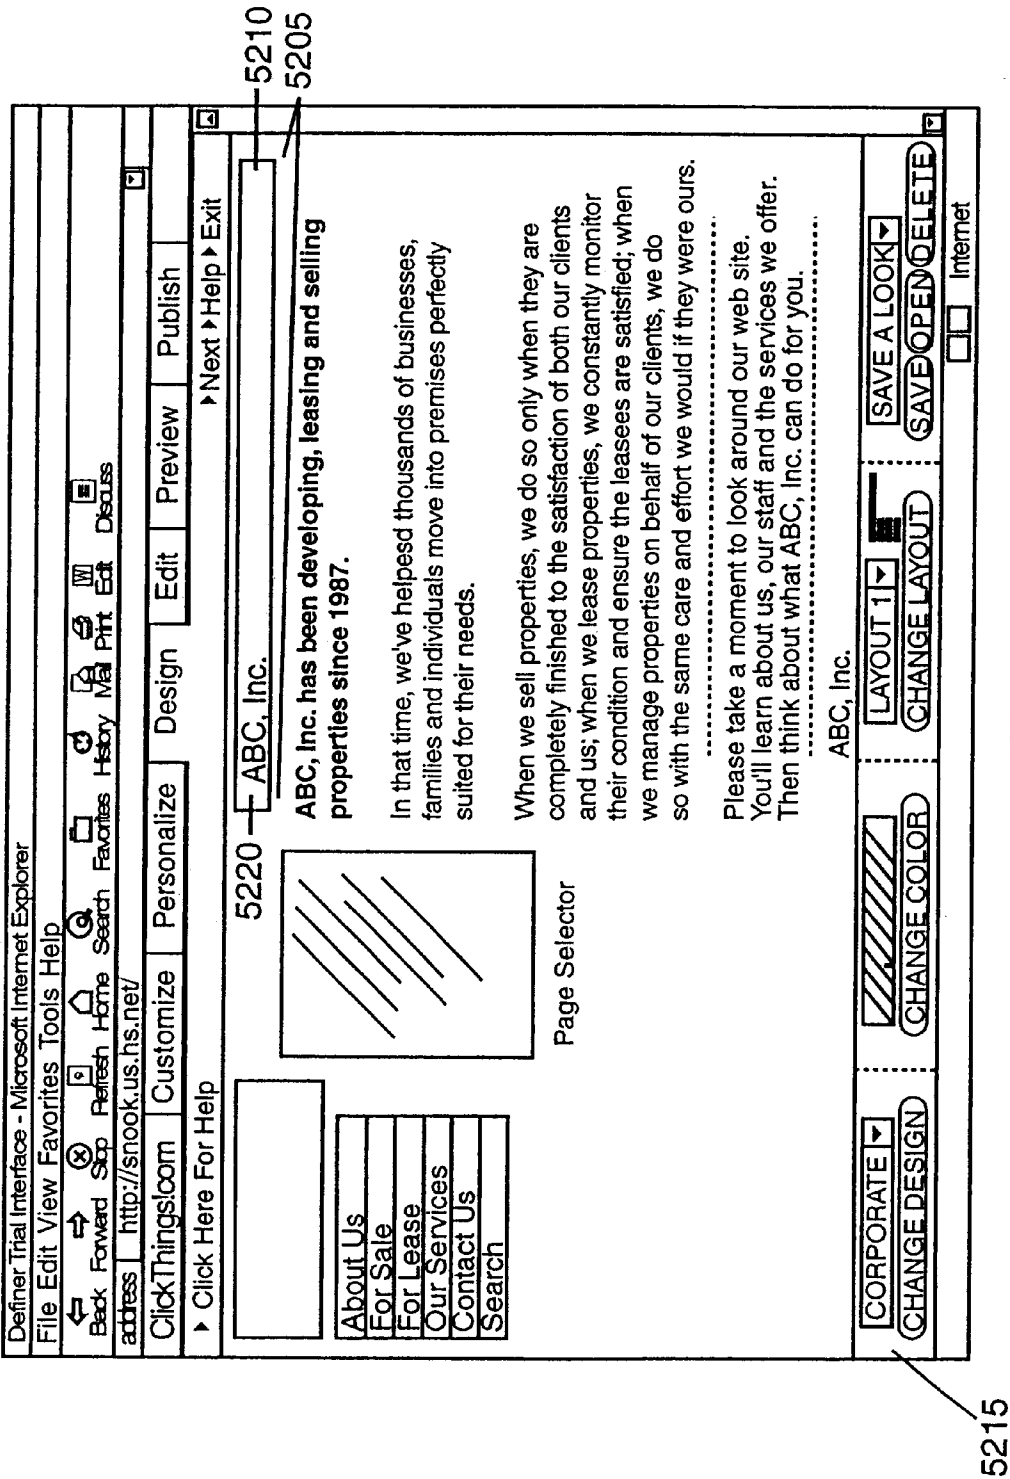 Definer Trial Interface - Microsoft Internet Explorer
File Edit View Favorites Tools Help
Back Forward Stop Refresh Home Search Favorites History Mail Print Edit Discuss
address http://snook.us.hs.net/
ClickThings!com Customize Personalize Design Edit Preview Publish
Click Here For Help Next Help Exit
5220
ABC, Inc.
5210
5205
ABC, Inc. has been developing, leasing and selling
properties since 1987.
In that time, we've helpesd thousands of businesses,
families and individuals move into premises perfectly
suited for their needs.
When we sell properties, we do so only when they are
completely finished to the satisfaction of both our clients
and us; when we lease properties, we constantly monitor
their condition and ensure the leasees are satisfied; when
we manage properties on behalf of our clients, we do
so with the same care and effort we would if they were ours.
Please take a moment to look around our web site.
You'll learn about us, our staff and the services we offer.
Then think about what ABC, Inc. can do for you.
ABC, Inc.
About Us
For Sale
For Lease
Our Services
Contact Us
Search
Page Selector
CORPORATE
CHANGE DESIGN
CHANGE COLOR
LAYOUT 1
CHANGE LAYOUT
SAVE A LOOK
SAVE OPEN DELETE
Internet
5215